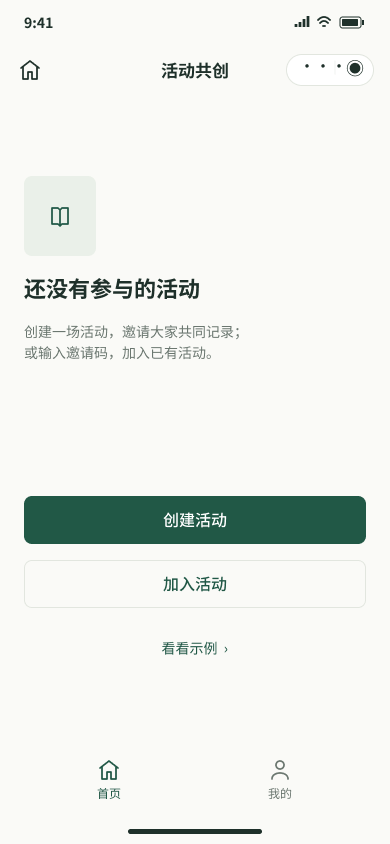 9:41
活动共创
还没有参与的活动
创建一场活动，邀请大家共同记录；
或输入邀请码，加入已有活动。
创建活动
加入活动
看看示例 ›
首页
我的